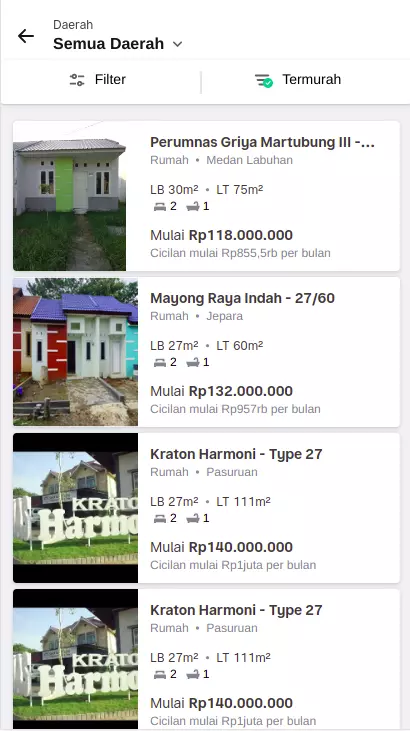 Daerah
Semua Daerah
Filter
Termurah
Perumnas Griya Martubung III -...
Rumah • Medan Labuhan
LB 30m² • LT 75m²
2 1
Mulai Rp118.000.000
Cicilan mulai Rp855,5rb per bulan
Mayong Raya Indah - 27/60
Rumah • Jepara
LB 27m² • LT 60m²
2 1
Mulai Rp132.000.000
Cicilan mulai Rp957rb per bulan
KRATON
Harmo
Kraton Harmoni - Type 27
Rumah • Pasuruan
LB 27m² • LT 111m²
2 1
Mulai Rp140.000.000
Cicilan mulai Rp1juta per bulan
KRATON
Harmo
Kraton Harmoni - Type 27
Rumah • Pasuruan
LB 27m² • LT 111m²
2 1
Mulai Rp140.000.000
Cicilan mulai Rp1juta per bulan